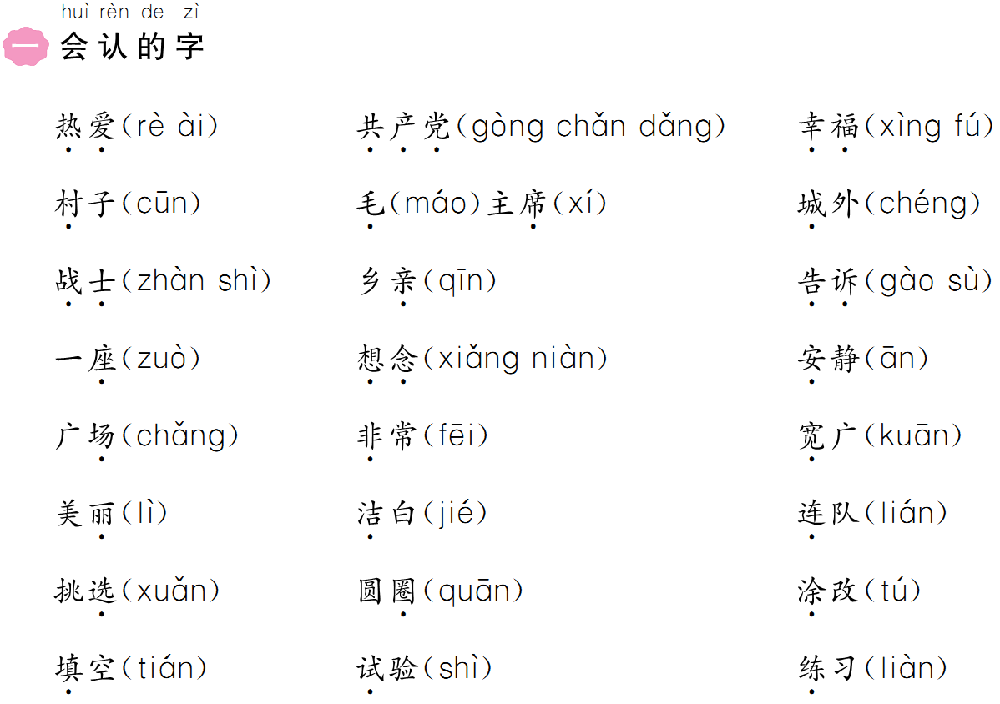 huì rèn de zì
一 会认的字
热爱(rè ài) 共产党(gòng chǎn dǎng) 幸福(xìng fú)
村子(cūn) 毛(máo)主席(xí) 城外(chéng)
战士(zhàn shì) 乡亲(qīn) 告诉(gào sù)
一座(zuò) 想念(xiǎng niàn) 安静(ān)
广场(chǎng) 非常(fēi) 宽广(kuān)
美丽(lì) 洁白(jié) 连队(lián)
挑选(xuǎn) 圆圈(quān) 涂改(tú)
填空(tián) 试验(shì) 练习(liàn)